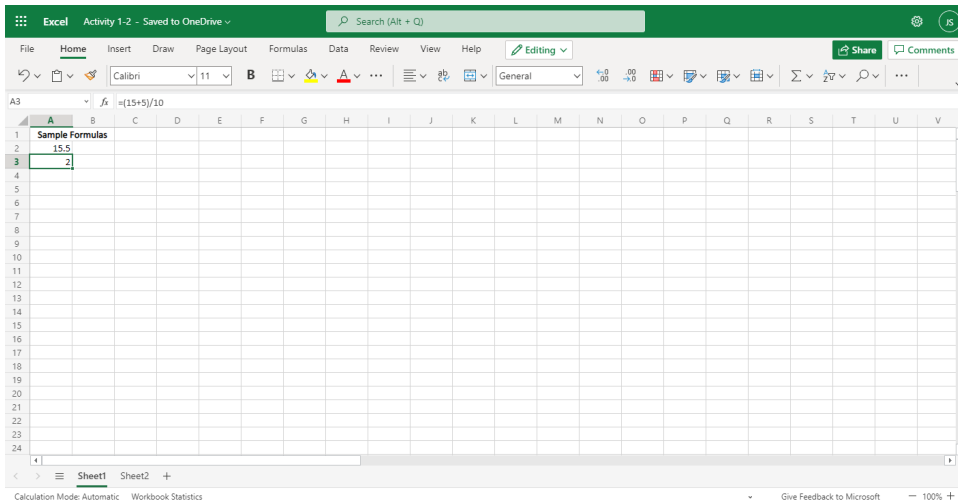 Excel Activity 1-2 - Saved to OneDrive Search (Alt + Q) JS
File Home Insert Draw Page Layout Formulas Data Review View Help Editing Share Comments
Calibri 11 B A General .00 .00
A3 fx =(15+5)/10
A B C D E F G H I J K L M N O P Q R S T U V
1 Sample Formulas
2 15.5
3 2
4
5
6
7
8
9
10
11
12
13
14
15
16
17
18
19
20
21
22
23
24
Sheet1 Sheet2 +
Calculation Mode: Automatic Workbook Statistics Give Feedback to Microsoft — 100% +